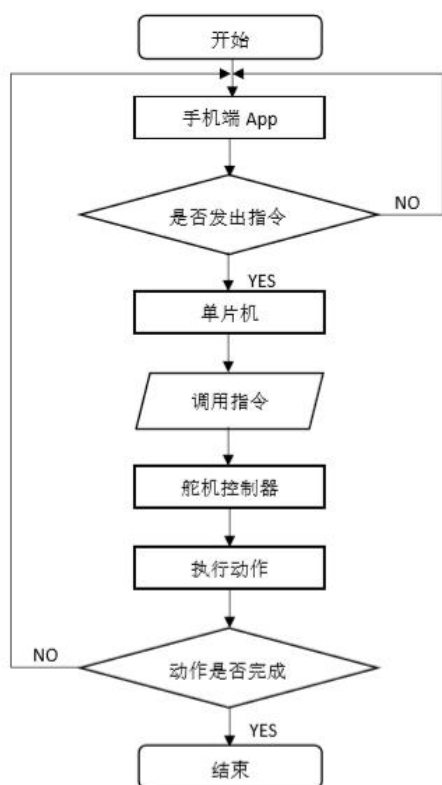 开始
手机端 App
是否发出指令
NO
YES
单片机
调用指令
舵机控制器
执行动作
NO
动作是否完成
YES
结束